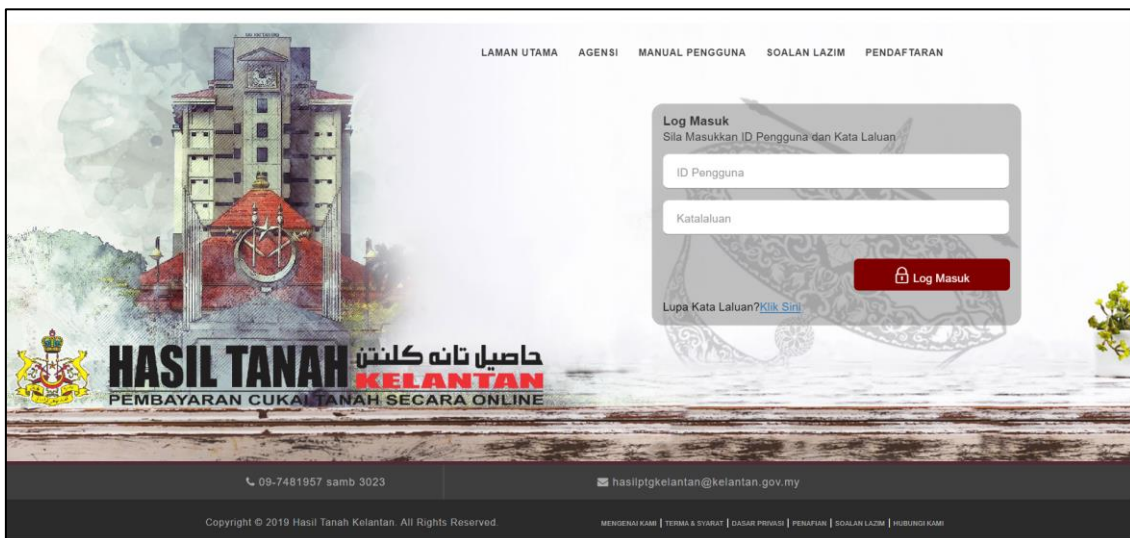 LAMAN UTAMA AGENSI MANUAL PENGGUNA SOALAN LAZIM PENDAFTARAN
Log Masuk
Sila Masukkan ID Pengguna dan Kata Laluan
ID Pengguna
Katalaluan
Log Masuk
Lupa Kata Laluan?Klik Sini
HASIL TANAH حاصيل تانه كلنتن
KELANTAN
PEMBAYARAN CUKAI TANAH SECARA ONLINE
09-7481957 samb 3023 hasilptgkelantan@kelantan.gov.my
Copyright © 2019 Hasil Tanah Kelantan. All Rights Reserved. MENGENAI KAMI | TERMA & SYARAT | DASAR PRIVASI | PENAFIAN | SOALAN LAZIM | HUBUNGI KAMI